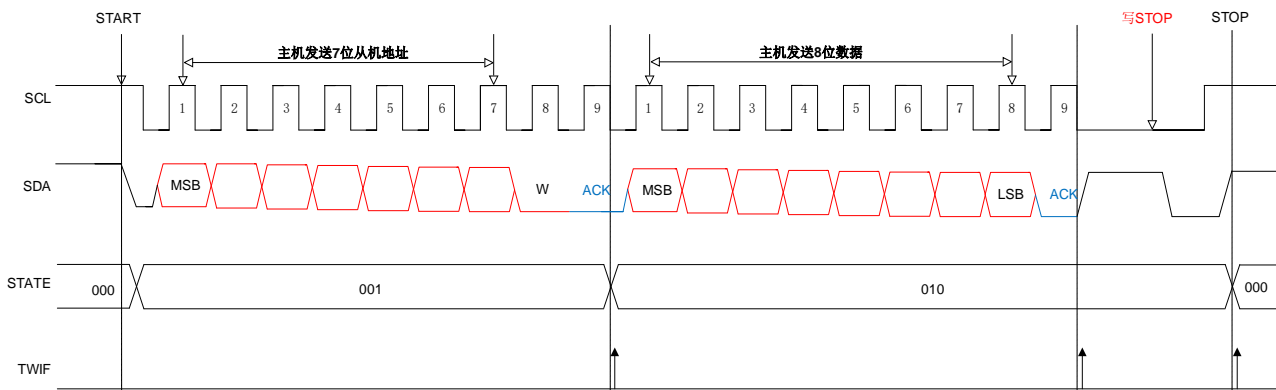 START 写STOP STOP
主机发送7位从机地址 主机发送8位数据
SCL 1 2 3 4 5 6 7 8 9 1 2 3 4 5 6 7 8 9
SDA MSB W ACK MSB LSB ACK
STATE 000 001 010 000
TWIF